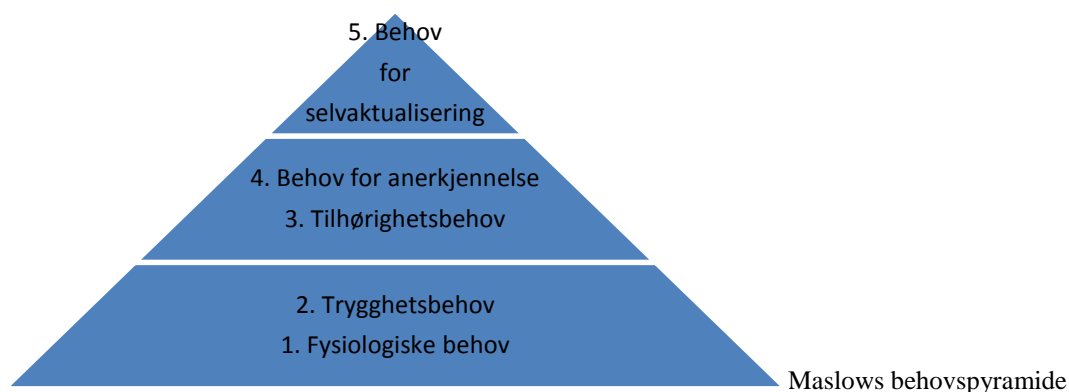 5. Behov
for
selvaktualisering
4. Behov for anerkjennelse
3. Tilhørighetsbehov
2. Trygghetsbehov
1. Fysiologiske behov
Maslows behovspyramide